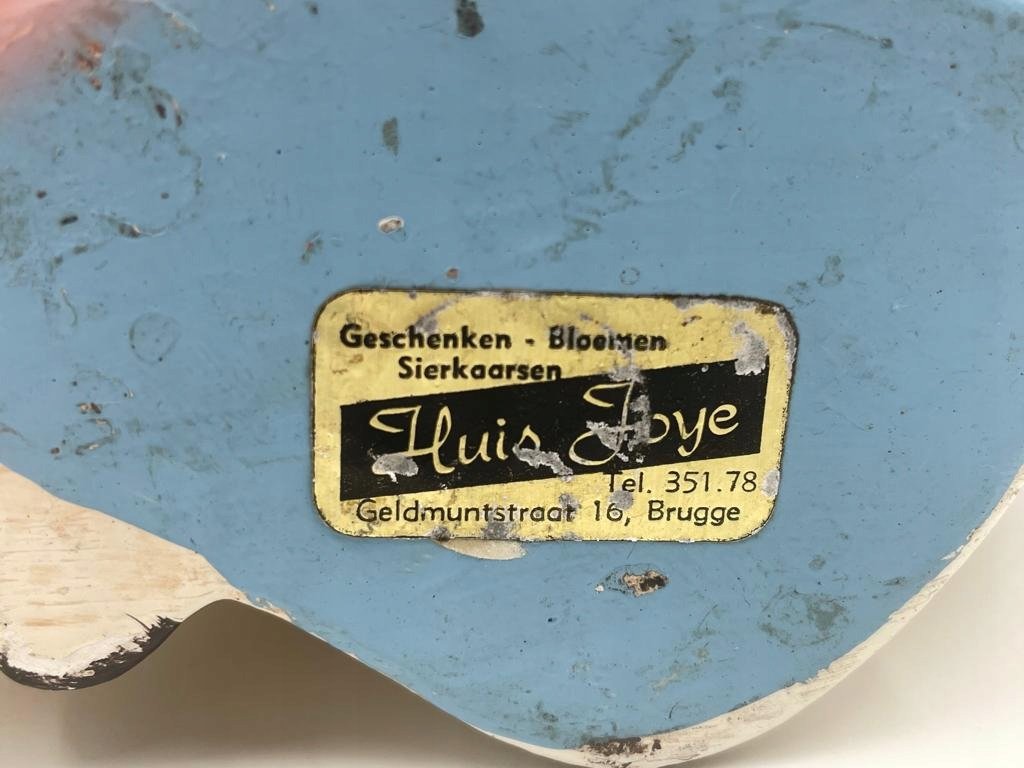 Geschenken - Bloemen
Sierkaarsen
Huis Joye
Tel. 351.78
Geldmuntstraat 16, Brugge